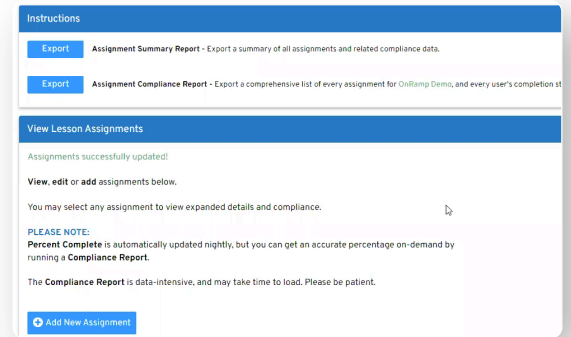 Instructions
Export Assignment Summary Report - Export a summary of all assignments and related compliance data.
Export Assignment Compliance Report - Export a comprehensive list of every assignment for OnRamp Demo, and every user's completion st
View Lesson Assignments
Assignments successfully updated!
View, edit or add assignments below.
You may select any assignment to view expanded details and compliance.
PLEASE NOTE:
Percent Complete is automatically updated nightly, but you can get an accurate percentage on-demand by
running a Compliance Report.
The Compliance Report is data-intensive, and may take time to load. Please be patient.
Add New Assignment